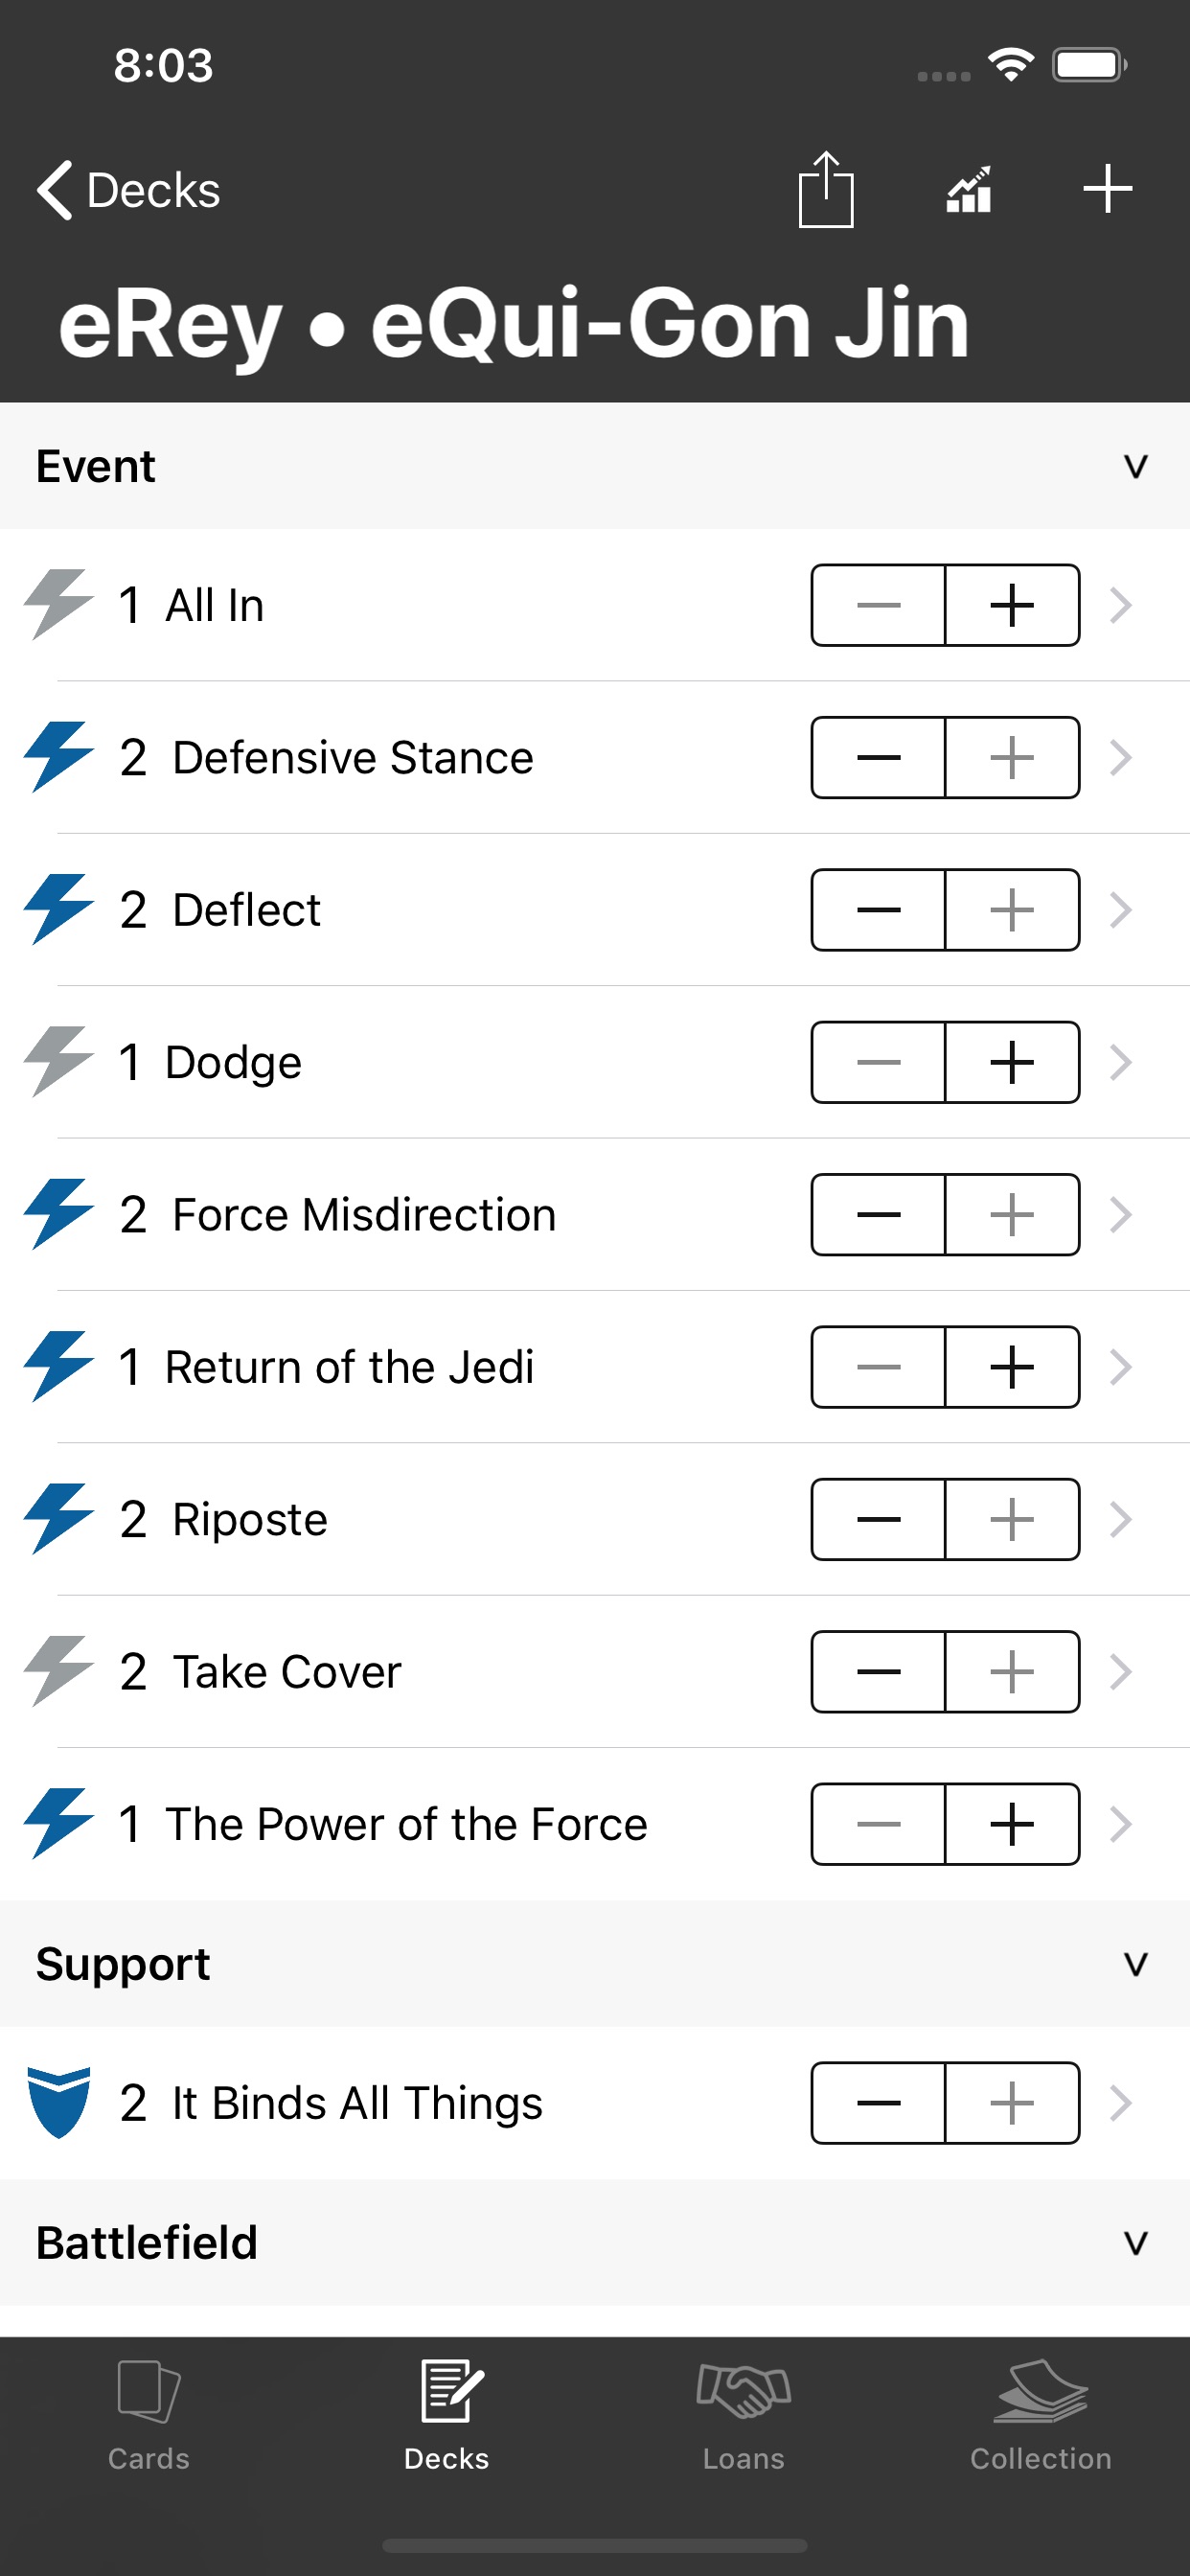 8:03
Decks
eRey • eQui-Gon Jin
Event
1 All In
2 Defensive Stance
2 Deflect
1 Dodge
2 Force Misdirection
1 Return of the Jedi
2 Riposte
2 Take Cover
1 The Power of the Force
Support
2 It Binds All Things
Battlefield
Cards Decks Loans Collection